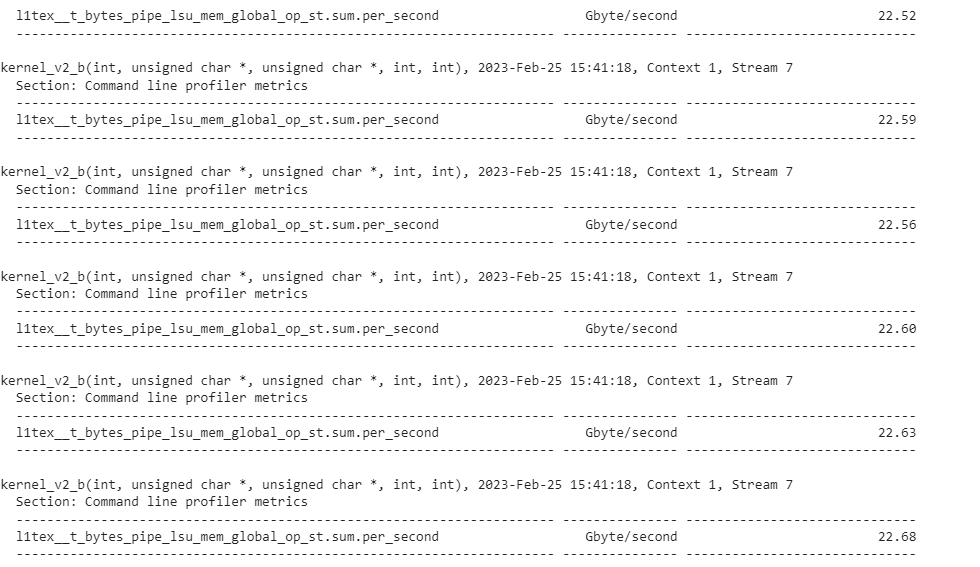 l1tex__t_bytes_pipe_lsu_mem_global_op_st.sum.per_second                   Gbyte/second                          22.52
---------------------------------------------------------------------- --------------- ------------------------------
kernel_v2_b(int, unsigned char *, unsigned char *, int, int), 2023-Feb-25 15:41:18, Context 1, Stream 7
Section: Command line profiler metrics
---------------------------------------------------------------------- --------------- ------------------------------
l1tex__t_bytes_pipe_lsu_mem_global_op_st.sum.per_second                   Gbyte/second                          22.59
---------------------------------------------------------------------- --------------- ------------------------------
kernel_v2_b(int, unsigned char *, unsigned char *, int, int), 2023-Feb-25 15:41:18, Context 1, Stream 7
Section: Command line profiler metrics
---------------------------------------------------------------------- --------------- ------------------------------
l1tex__t_bytes_pipe_lsu_mem_global_op_st.sum.per_second                   Gbyte/second                          22.56
---------------------------------------------------------------------- --------------- ------------------------------
kernel_v2_b(int, unsigned char *, unsigned char *, int, int), 2023-Feb-25 15:41:18, Context 1, Stream 7
Section: Command line profiler metrics
---------------------------------------------------------------------- --------------- ------------------------------
l1tex__t_bytes_pipe_lsu_mem_global_op_st.sum.per_second                   Gbyte/second                          22.60
---------------------------------------------------------------------- --------------- ------------------------------
kernel_v2_b(int, unsigned char *, unsigned char *, int, int), 2023-Feb-25 15:41:18, Context 1, Stream 7
Section: Command line profiler metrics
---------------------------------------------------------------------- --------------- ------------------------------
l1tex__t_bytes_pipe_lsu_mem_global_op_st.sum.per_second                   Gbyte/second                          22.63
---------------------------------------------------------------------- --------------- ------------------------------
kernel_v2_b(int, unsigned char *, unsigned char *, int, int), 2023-Feb-25 15:41:18, Context 1, Stream 7
Section: Command line profiler metrics
---------------------------------------------------------------------- --------------- ------------------------------
l1tex__t_bytes_pipe_lsu_mem_global_op_st.sum.per_second                   Gbyte/second                          22.68
---------------------------------------------------------------------- --------------- ------------------------------